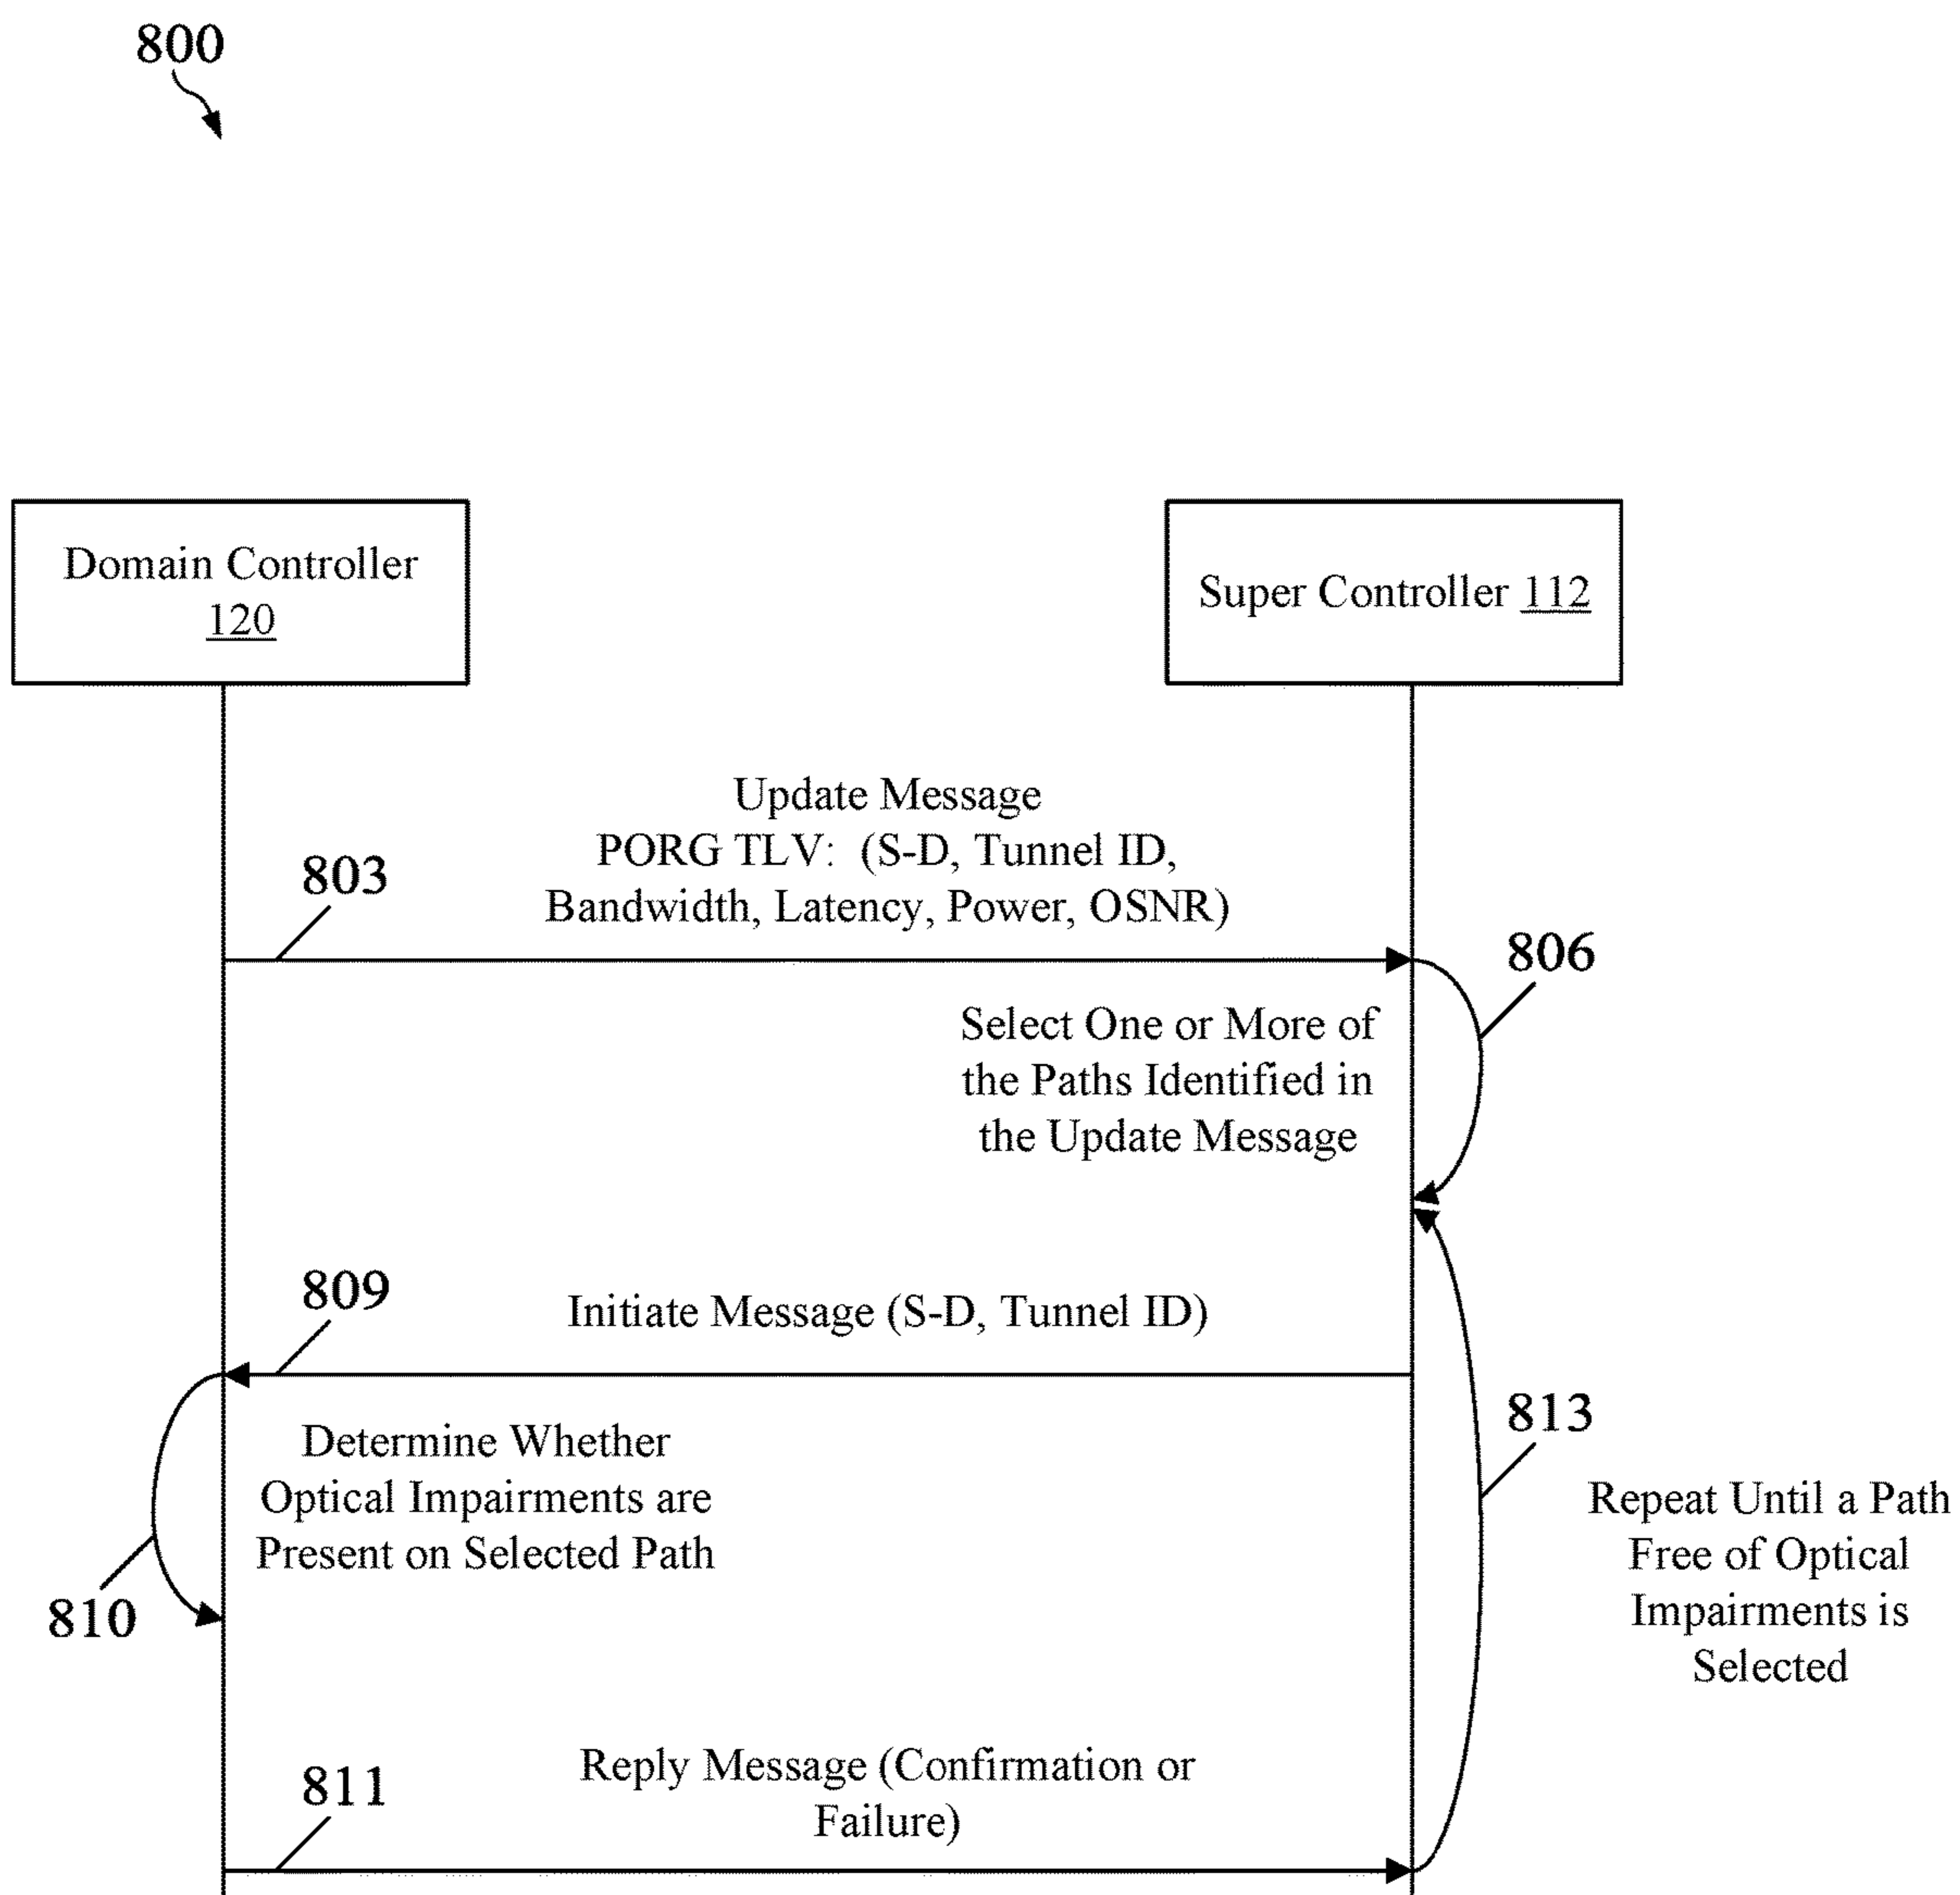 800
Domain Controller
120
Super Controller 112
Update Message
PORG TLV: (S-D, Tunnel ID,
Bandwidth, Latency, Power, OSNR)
803
806
Select One or More of
the Paths Identified in
the Update Message
809
Initiate Message (S-D, Tunnel ID)
Determine Whether
Optical Impairments are
Present on Selected Path
810
813
Repeat Until a Path
Free of Optical
Impairments is
Selected
811
Reply Message (Confirmation or
Failure)